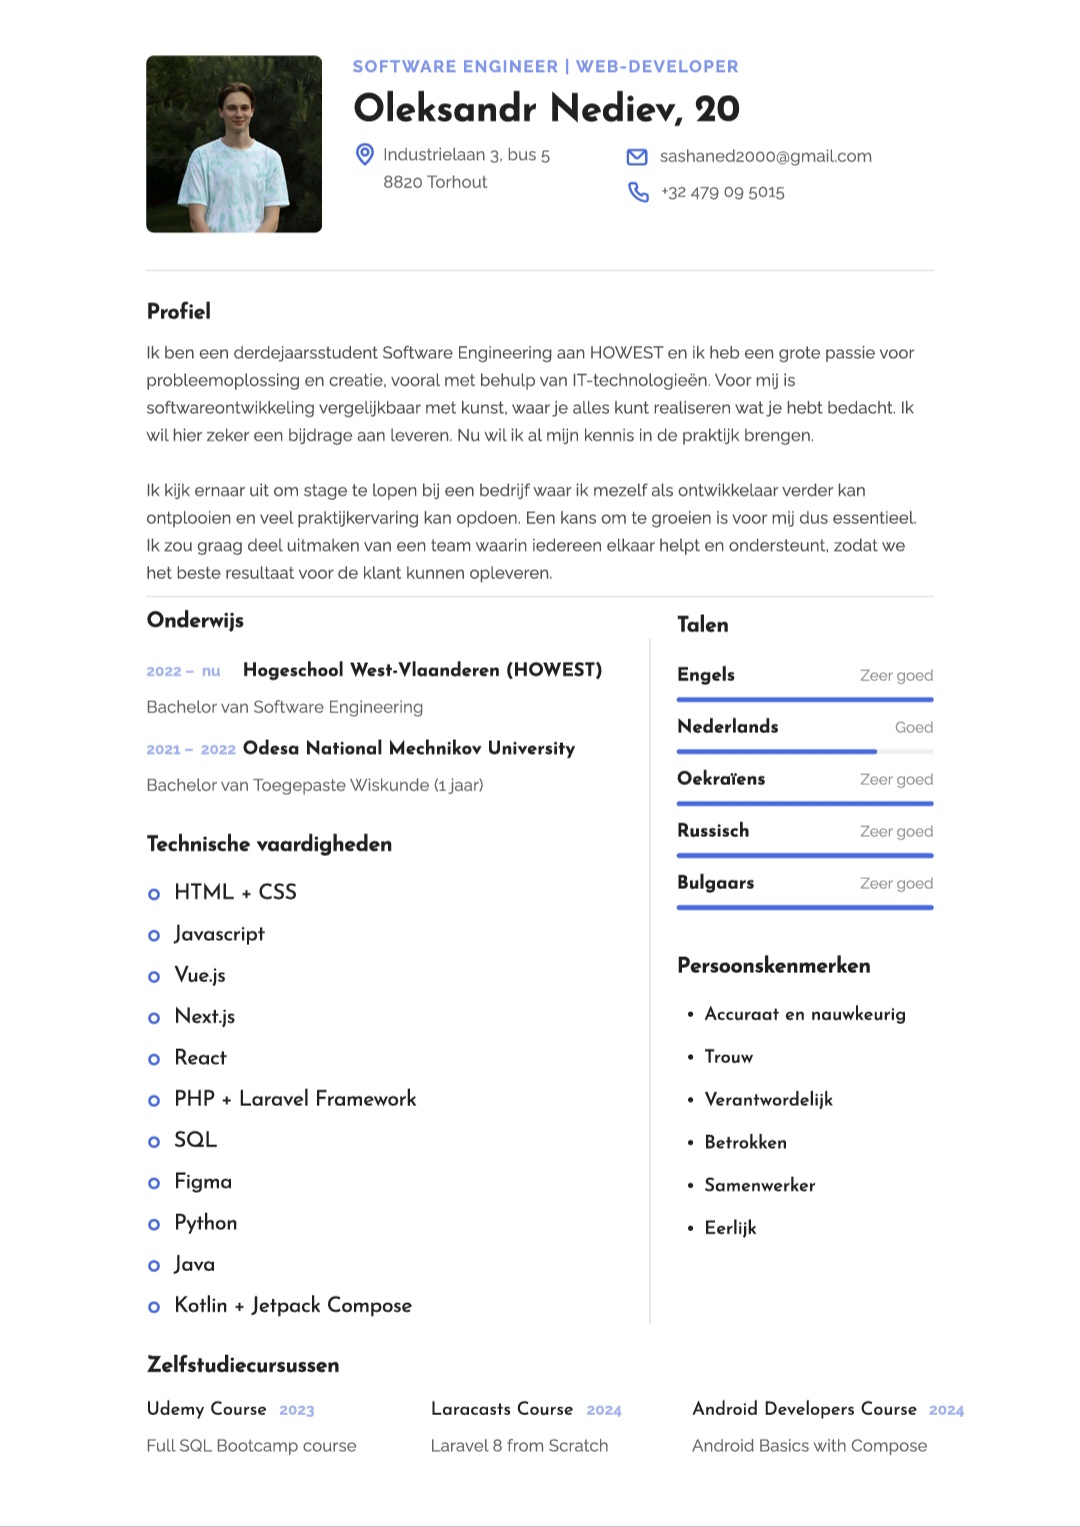 SOFTWARE ENGINEER | WEB-DEVELOPER
Oleksandr Nediev, 20
Industrielaan 3, bus 5
8820 Torhout
sashaned2000@gmail.com
+32 479 09 5015
Profiel
Ik ben een derdejaarsstudent Software Engineering aan HOWEST en ik heb een grote passie voor
probleemoplossing en creatie, vooral met behulp van IT-technologieën. Voor mij is
softwareontwikkeling vergelijkbaar met kunst, waar je alles kunt realiseren wat je hebt bedacht. Ik
wil hier zeker een bijdrage aan leveren. Nu wil ik al mijn kennis in de praktijk brengen.
Ik kijk ernaar uit om stage te lopen bij een bedrijf waar ik mezelf als ontwikkelaar verder kan
ontplooien en veel praktijkervaring kan opdoen. Een kans om te groeien is voor mij dus essentieel.
Ik zou graag deel uitmaken van een team waarin iedereen elkaar helpt en ondersteunt, zodat we
het beste resultaat voor de klant kunnen opleveren.
Onderwijs
2022 – nu Hogeschool West-Vlaanderen (HOWEST)
Bachelor van Software Engineering
2021 – 2022 Odesa National Mechnikov University
Bachelor van Toegepaste Wiskunde (1 jaar)
Technische vaardigheden
HTML + CSS
Javascript
Vue.js
Next.js
React
PHP + Laravel Framework
SQL
Figma
Python
Java
Kotlin + Jetpack Compose
Talen
Engels Zeer goed
Nederlands Goed
Oekraïens Zeer goed
Russisch Zeer goed
Bulgaars Zeer goed
Persoonskenmerken
• Accuraat en nauwkeurig
• Trouw
• Verantwordelijk
• Betrokken
• Samenwerker
• Eerlijk
Zelfstudiecursussen
Udemy Course 2023
Full SQL Bootcamp course
Laracasts Course 2024
Laravel 8 from Scratch
Android Developers Course 2024
Android Basics with Compose